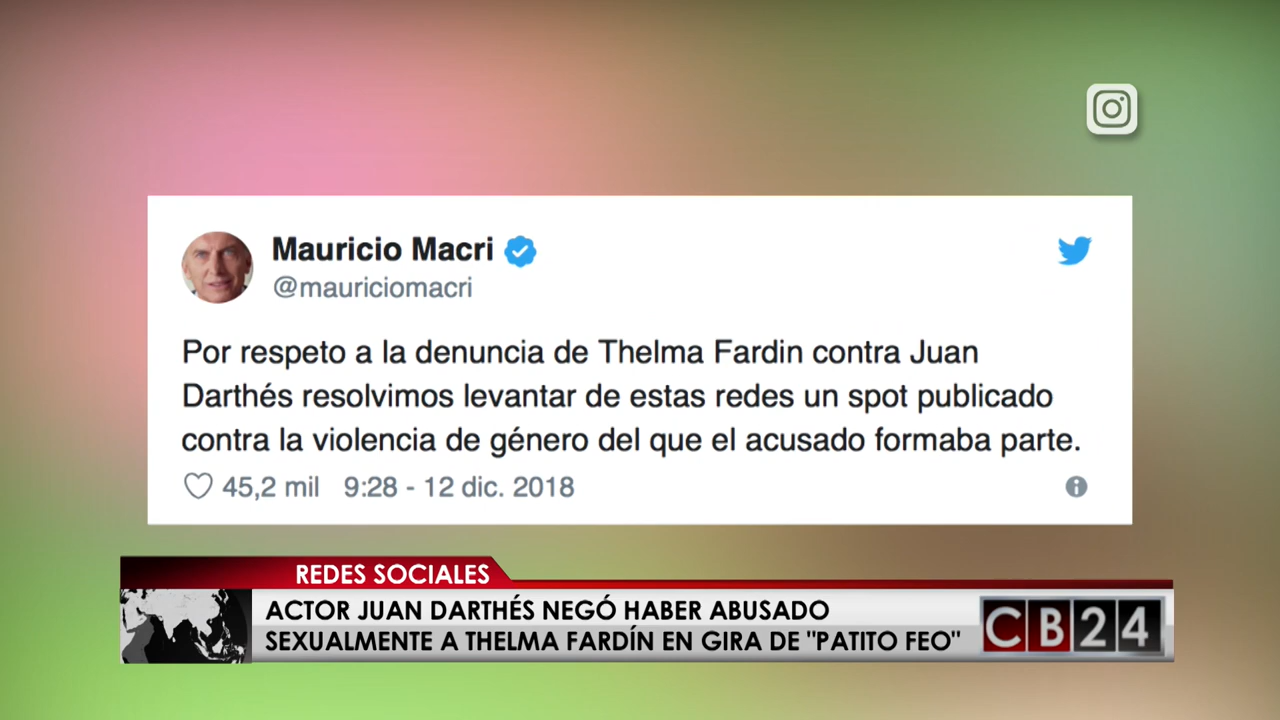 Mauricio Macri
@mauriciomacri
Por respeto a la denuncia de Thelma Fardin contra Juan
Darthés resolvimos levantar de estas redes un spot publicado
contra la violencia de género del que el acusado formaba parte.
45,2 mil 9:28 - 12 dic. 2018
REDES SOCIALES
ACTOR JUAN DARTHÉS NEGÓ HABER ABUSADO
SEXUALMENTE A THELMA FARDÍN EN GIRA DE "PATITO FEO"
CB24